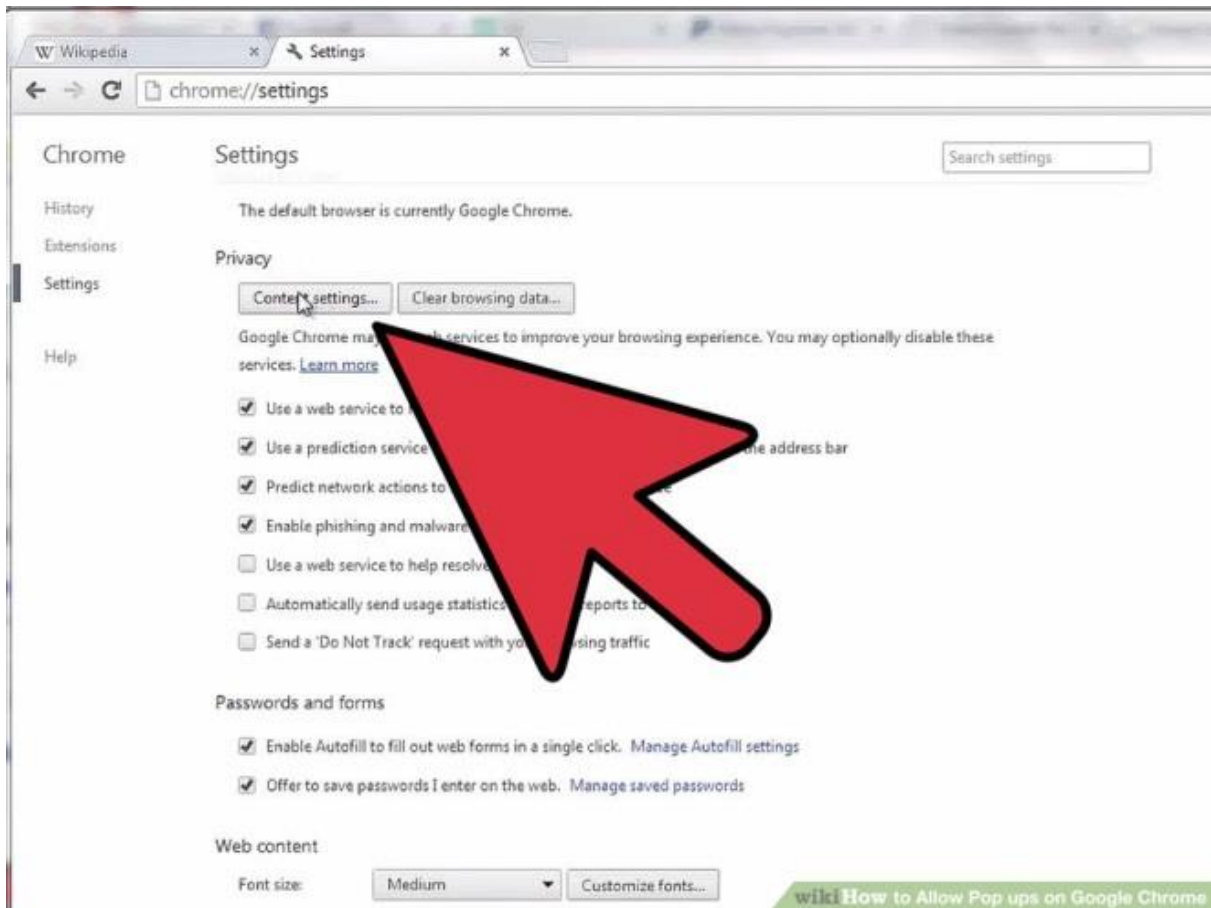 Wikipedia
Settings
chrome://settings
Chrome
Settings
Search settings
History
The default browser is currently Google Chrome.
Extensions
Privacy
Settings
Content settings...
Clear browsing data...
Google Chrome may services to improve your browsing experience. You may optionally disable these
Help
services. Learn more
Use a web service to
Use a prediction service the address bar
Predict network actions to
Enable phishing and malware
Use a web service to help resolve
Automatically send usage statistics reports to
Send a 'Do Not Track' request with traffic
Passwords and forms
Enable Autofill to fill out web forms in a single click. Manage Autofill settings
Offer to save passwords I enter on the web. Manage saved passwords
Web content
Font size:
Medium
Customize fonts...
wikiHow to Allow Pop ups on Google Chrome